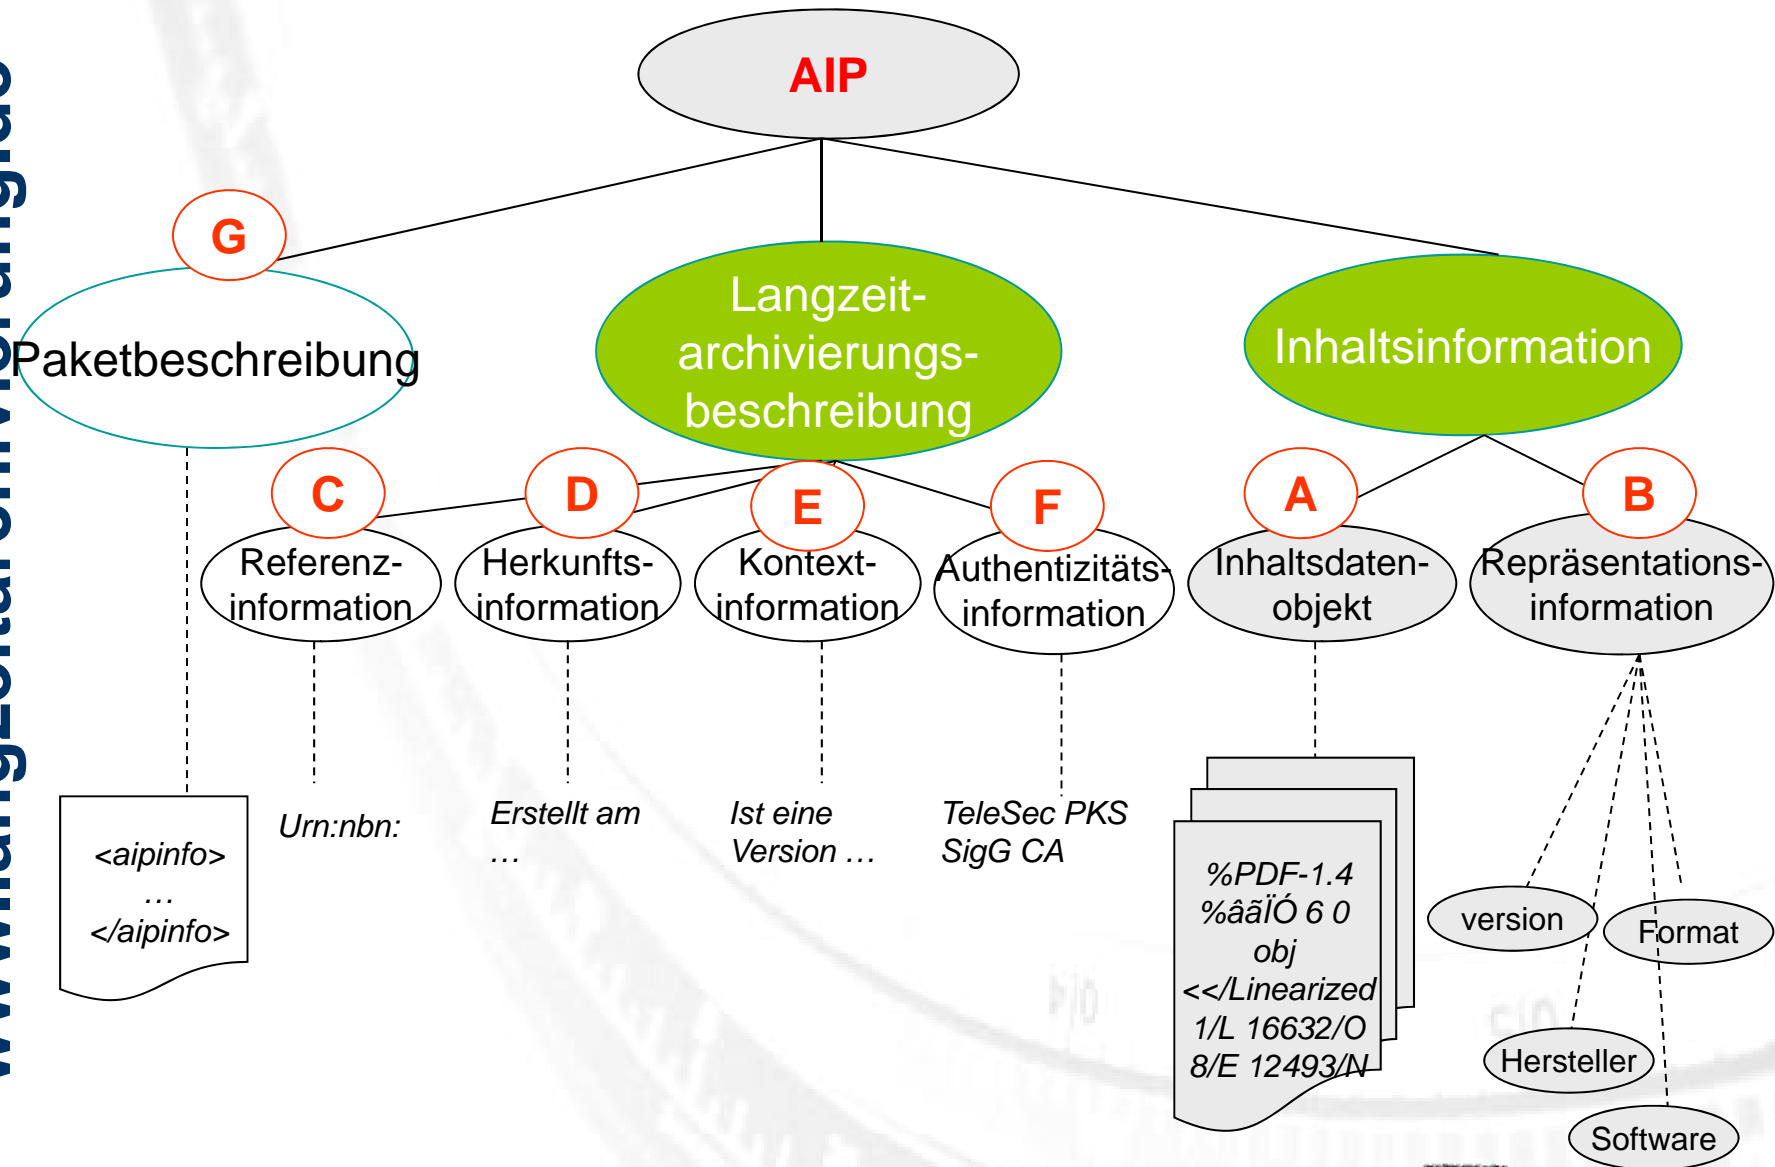 AIP
G
Paketbeschreibung
Langzeit-
archivierungs-
beschreibung
Inhaltsinformation
C
Referenz-
information
D
Herkunfts-
information
E
Kontext-
information
F
Authentizitäts-
information
A
Inhaltsdaten-
objekt
B
Repräsentations-
information
<aipinfo>
…
</aipinfo>
Urn:nbn:
Erstellt am
…
Ist eine
Version …
TeleSec PKS
SigG CA
%PDF-1.4
%âãÏÓ 6 0
obj
<</Linearized
1/L 16632/O
8/E 12493/N
version
Format
Hersteller
Software